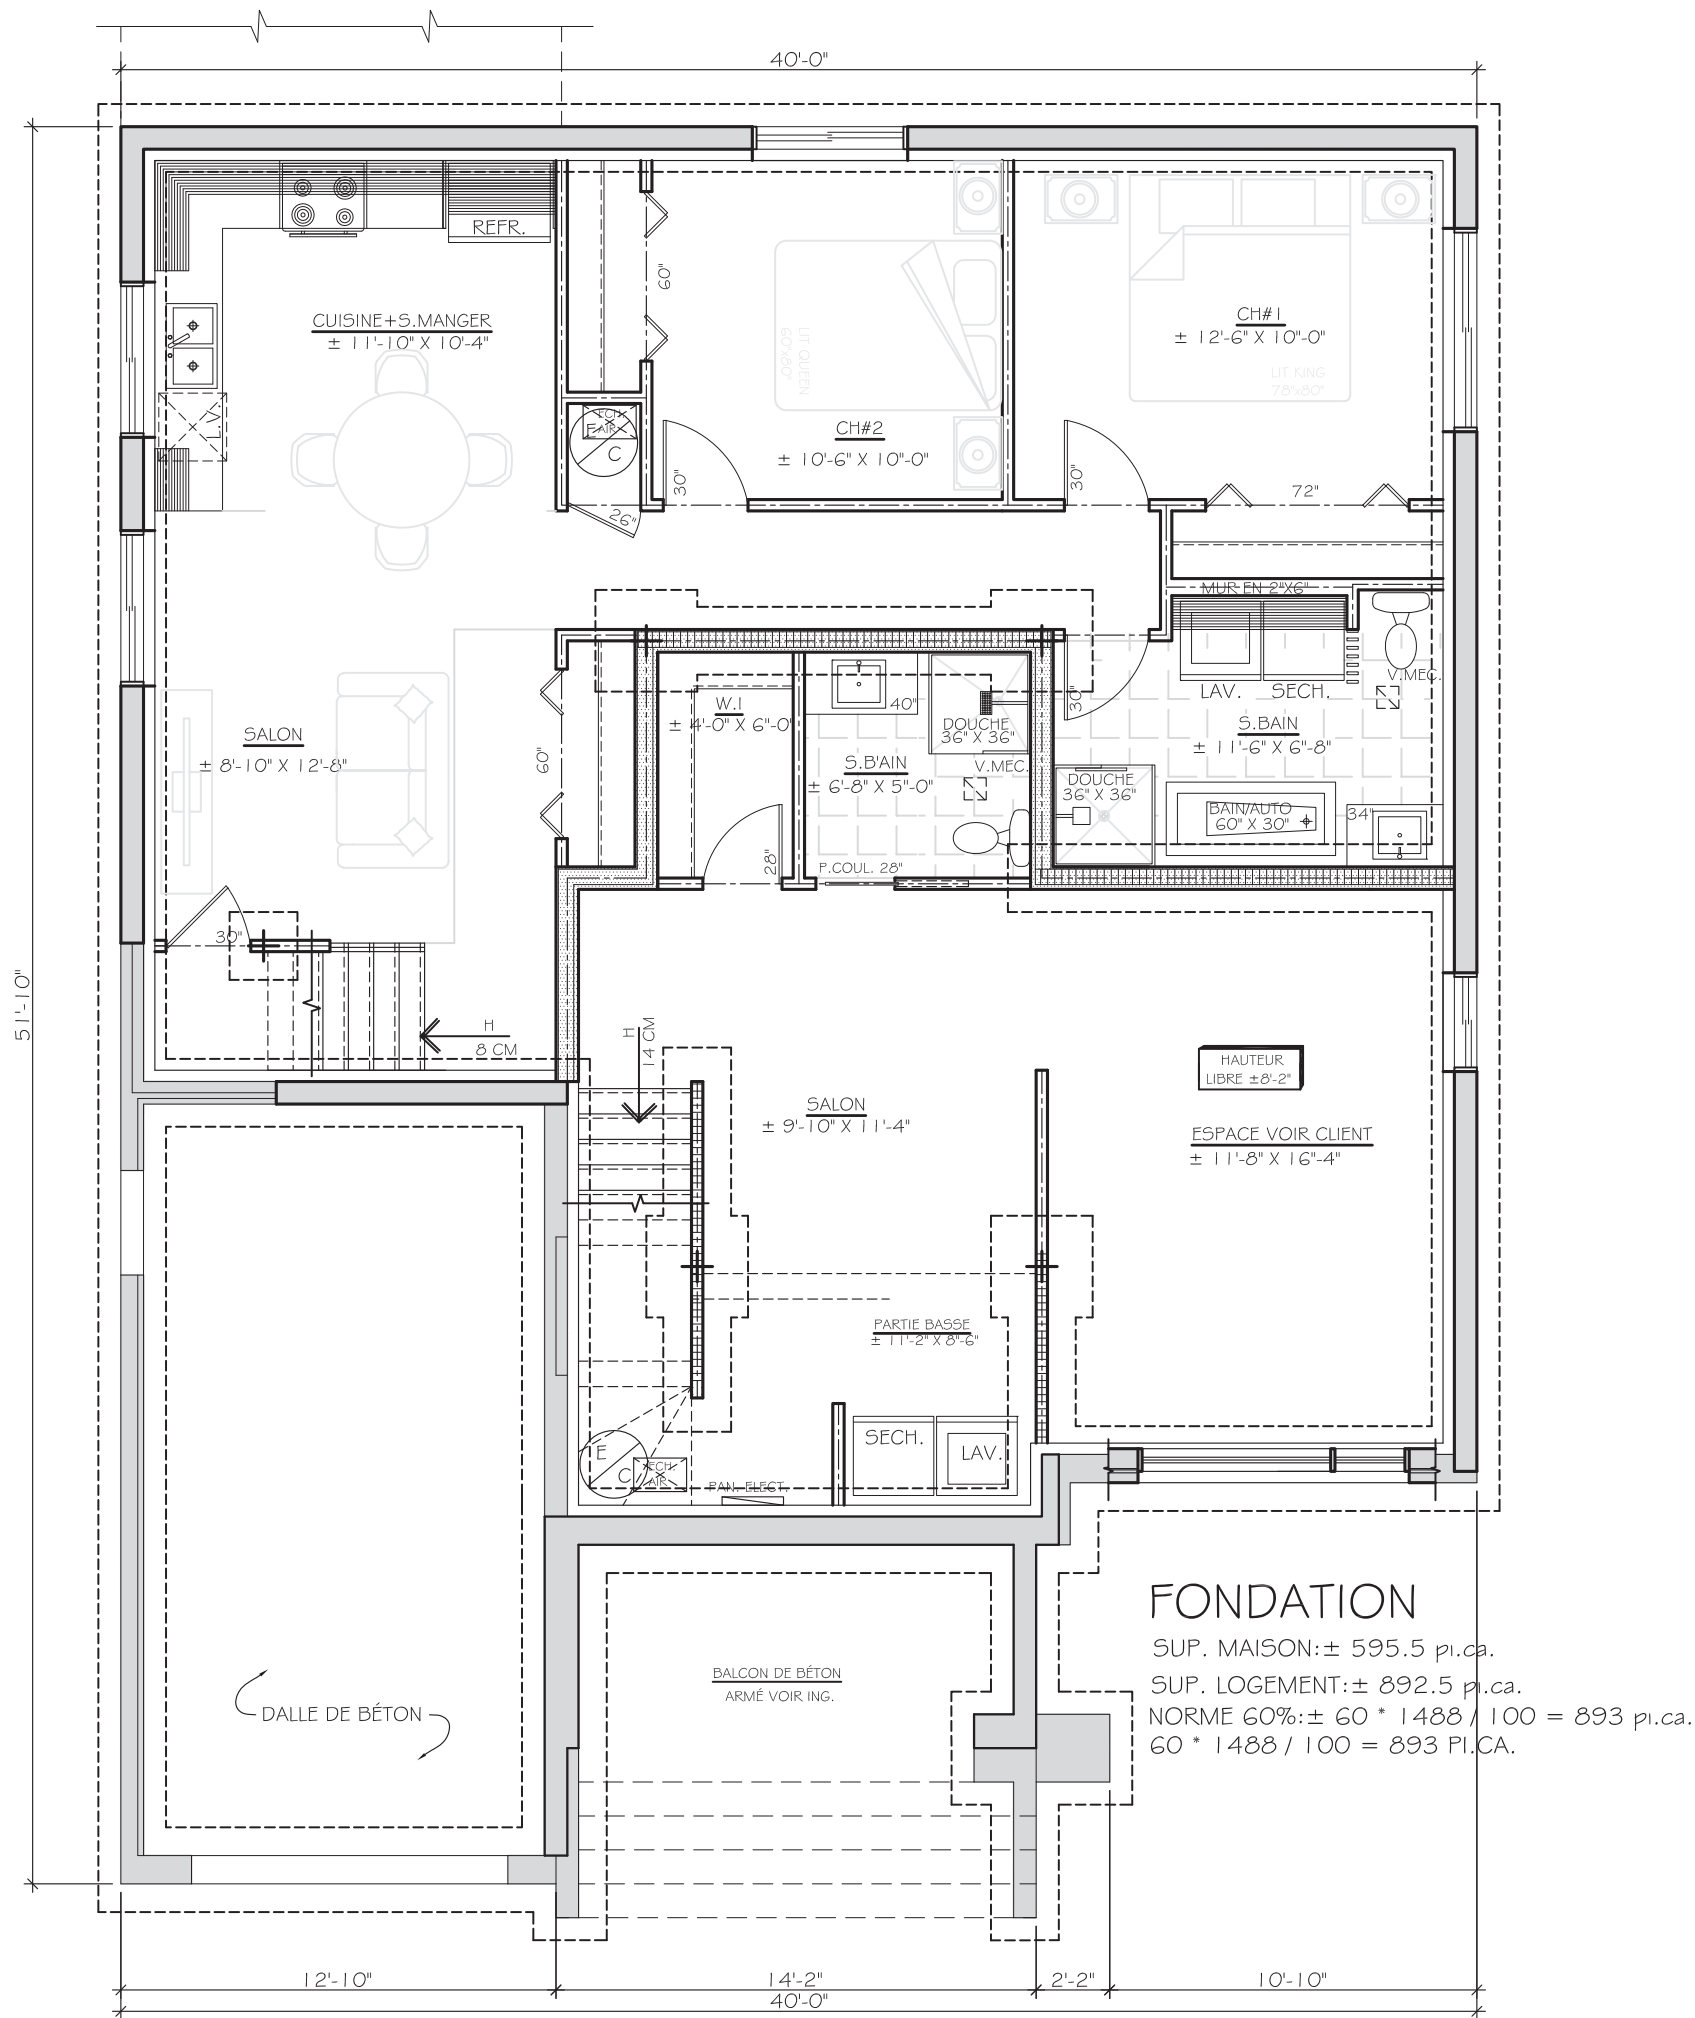 40'-0"
51'-10"
REFR.
CUISINE+S.MANGER
± 11'-10" X 10'-4"
L.V.
60"
LIT QUEEN
60"x80"
CH#2
± 10'-6" X 10'-0"
CH#1
± 12'-6" X 10'-0"
LIT KING
78"x80"
ECH.
AIR
E
C
26"
30"
30"
72"
MUR EN 2"X6"
LAV.
SECH.
V.MEC.
S.BAIN
± 11'-6" X 6'-8"
30"
DOUCHE
36" X 36"
BAIN/AUTO
60" X 30"
34"
W.I
± 4'-0" X 6'-0"
40"
DOUCHE
36" X 36"
V.MEC.
S.B'AIN
± 6'-8" X 5'-0"
28"
P.COUL. 28"
SALON
± 8'-10" X 12'-8"
60"
30"
H
8 CM
H
14 CM
SALON
± 9'-10" X 11'-4"
HAUTEUR
LIBRE ±8'-2"
ESPACE VOIR CLIENT
± 11'-8" X 16"-4"
PARTIE BASSE
± 11'-2" X 8'-6"
E
C
ECH.
AIR
PAN. ELECT.
SECH.
LAV.
BALCON DE BÉTON
ARMÉ VOIR ING.
DALLE DE BÉTON
FONDATION
SUP. MAISON:± 595.5 pi.ca.
SUP. LOGEMENT:± 892.5 pi.ca.
NORME 60%:± 60 * 1488 / 100 = 893 pi.ca.
60 * 1488 / 100 = 893 PI.CA.
12'-10"
14'-2"
2'-2"
10'-10"
40'-0"